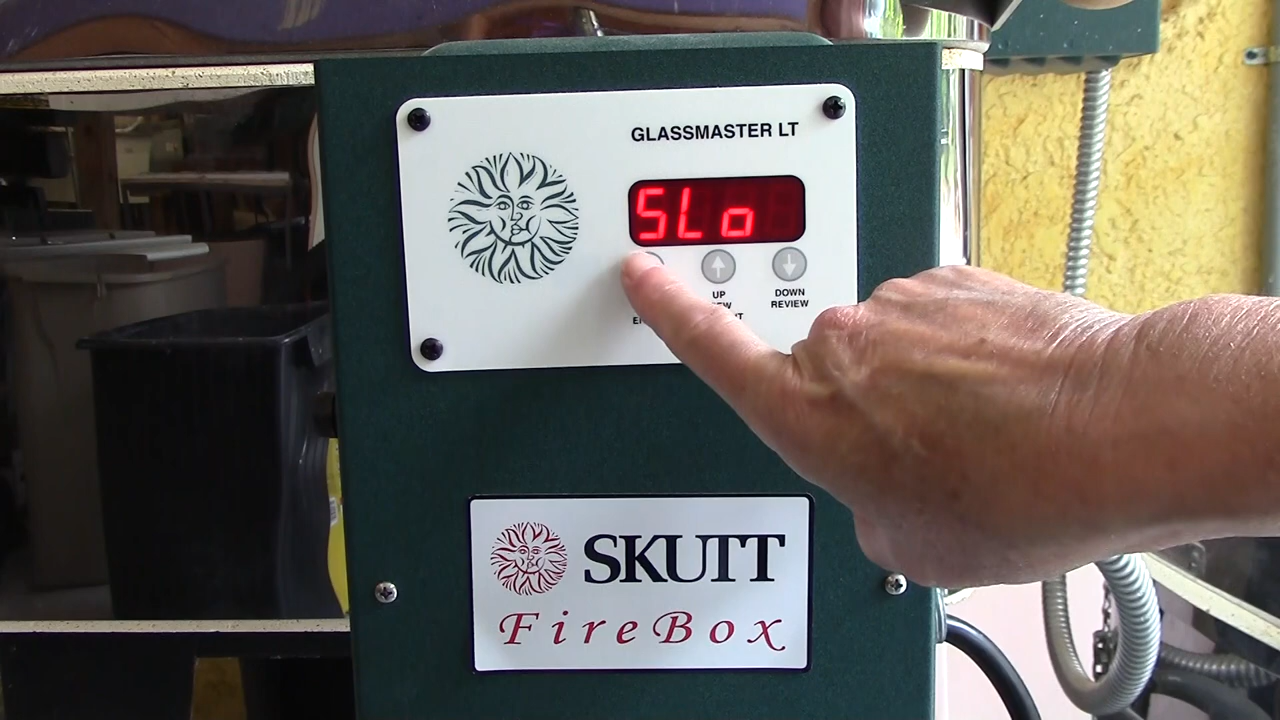 GLASSMASTER LT
SLo
UP
DOWN
REVIEW
SKUTT
FireBox